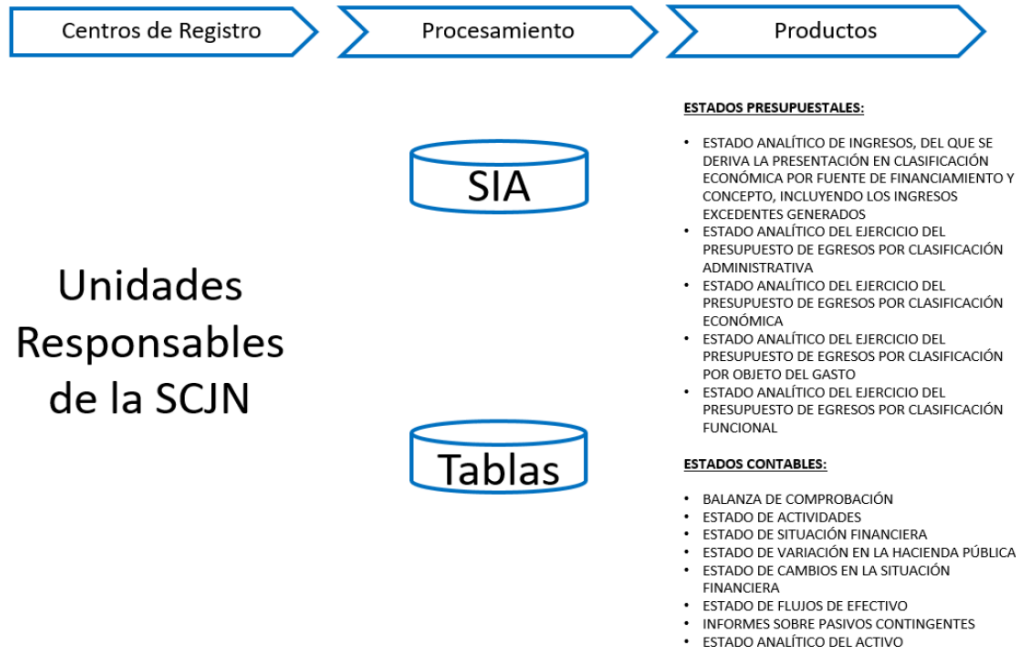 Centros de Registro
Procesamiento
Productos
Unidades
Responsables
de la SCJN
SIA
Tablas
ESTADOS PRESUPUESTALES:
• ESTADO ANALÍTICO DE INGRESOS, DEL QUE SE
DERIVA LA PRESENTACIÓN EN CLASIFICACIÓN
ECONÓMICA POR FUENTE DE FINANCIAMIENTO Y
CONCEPTO, INCLUYENDO LOS INGRESOS
EXCEDENTES GENERADOS
• ESTADO ANALÍTICO DEL EJERCICIO DEL
PRESUPUESTO DE EGRESOS POR CLASIFICACIÓN
ADMINISTRATIVA
• ESTADO ANALÍTICO DEL EJERCICIO DEL
PRESUPUESTO DE EGRESOS POR CLASIFICACIÓN
ECONÓMICA
• ESTADO ANALÍTICO DEL EJERCICIO DEL
PRESUPUESTO DE EGRESOS POR CLASIFICACIÓN
POR OBJETO DEL GASTO
• ESTADO ANALÍTICO DEL EJERCICIO DEL
PRESUPUESTO DE EGRESOS POR CLASIFICACIÓN
FUNCIONAL
ESTADOS CONTABLES:
• BALANZA DE COMPROBACIÓN
• ESTADO DE ACTIVIDADES
• ESTADO DE SITUACIÓN FINANCIERA
• ESTADO DE VARIACIÓN EN LA HACIENDA PÚBLICA
• ESTADO DE CAMBIOS EN LA SITUACIÓN
FINANCIERA
• ESTADO DE FLUJOS DE EFECTIVO
• INFORMES SOBRE PASIVOS CONTINGENTES
• ESTADO ANALÍTICO DEL ACTIVO